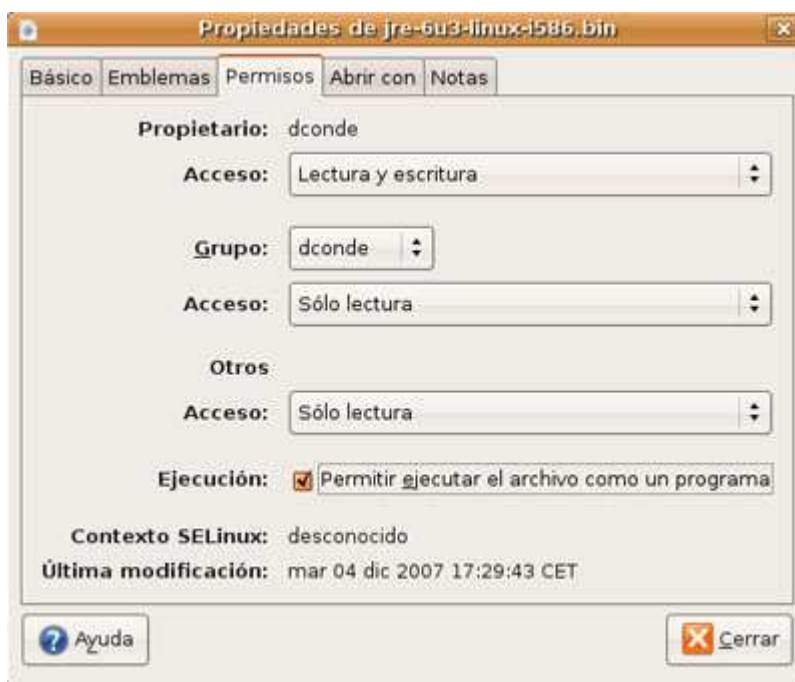 Propiedades de jre-6u3-linux-i586.bin
Básico Emblemas Permisos Abrir con Notas
Propietario: dconde
Acceso: Lectura y escritura
Grupo: dconde
Acceso: Sólo lectura
Otros
Acceso: Sólo lectura
Ejecución: Permitir ejecutar el archivo como un programa
Contexto SELinux: desconocido
Última modificación: mar 04 dic 2007 17:29:43 CET
Ayuda Cerrar